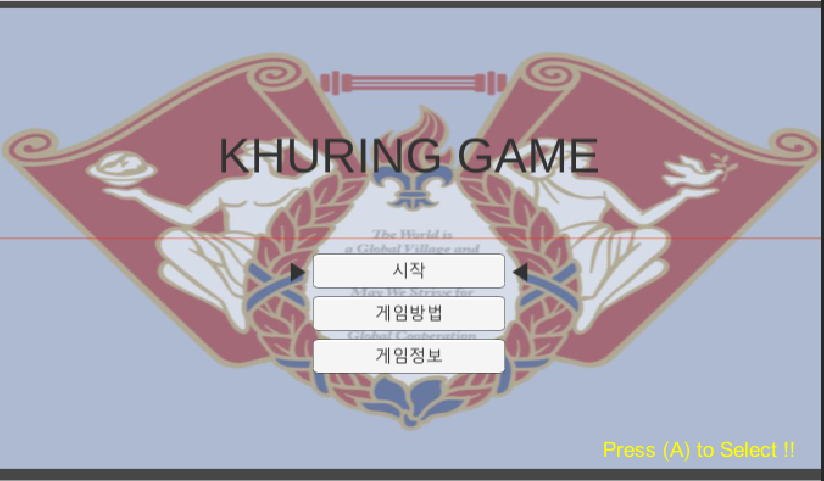 KHURING GAME
The World is
a Global Village and
시작
May We Strive for
게임방법
Global Cooperation
게임정보
Press (A) to Select !!